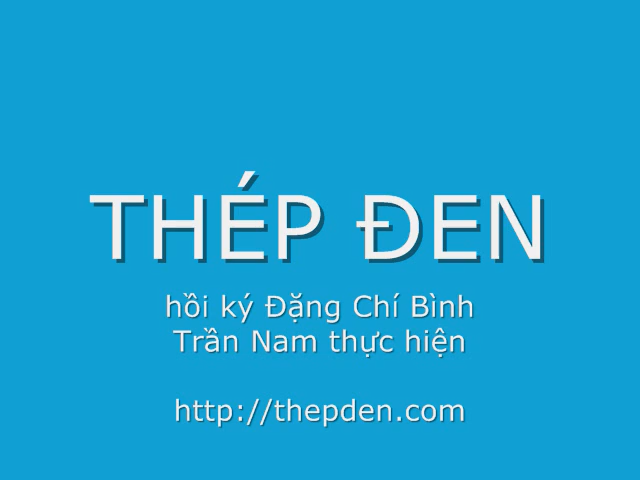 THÉP ĐEN
hồi ký Đặng Chí Bình
Trần Nam thực hiện
http://thepden.com